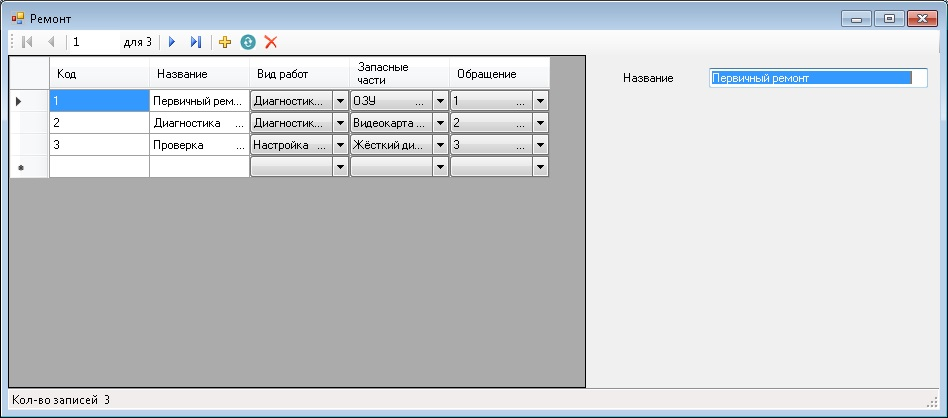 Ремонт
1 для 3
Код Название Вид работ Запасные части Обращение
1 Первичный рем... Диагностик... ОЗУ ... 1 ...
2 Диагностика ... Диагностик... Видеокарта ... 2 ...
3 Проверка ... Настройка ... Жёсткий ди... 3 ...
Название Первичный ремонт
Кол-во записей 3